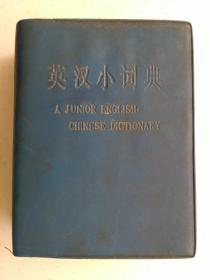 英汉小词典
A JUNIOR ENGLISH-
CHINESE DICTIONARY